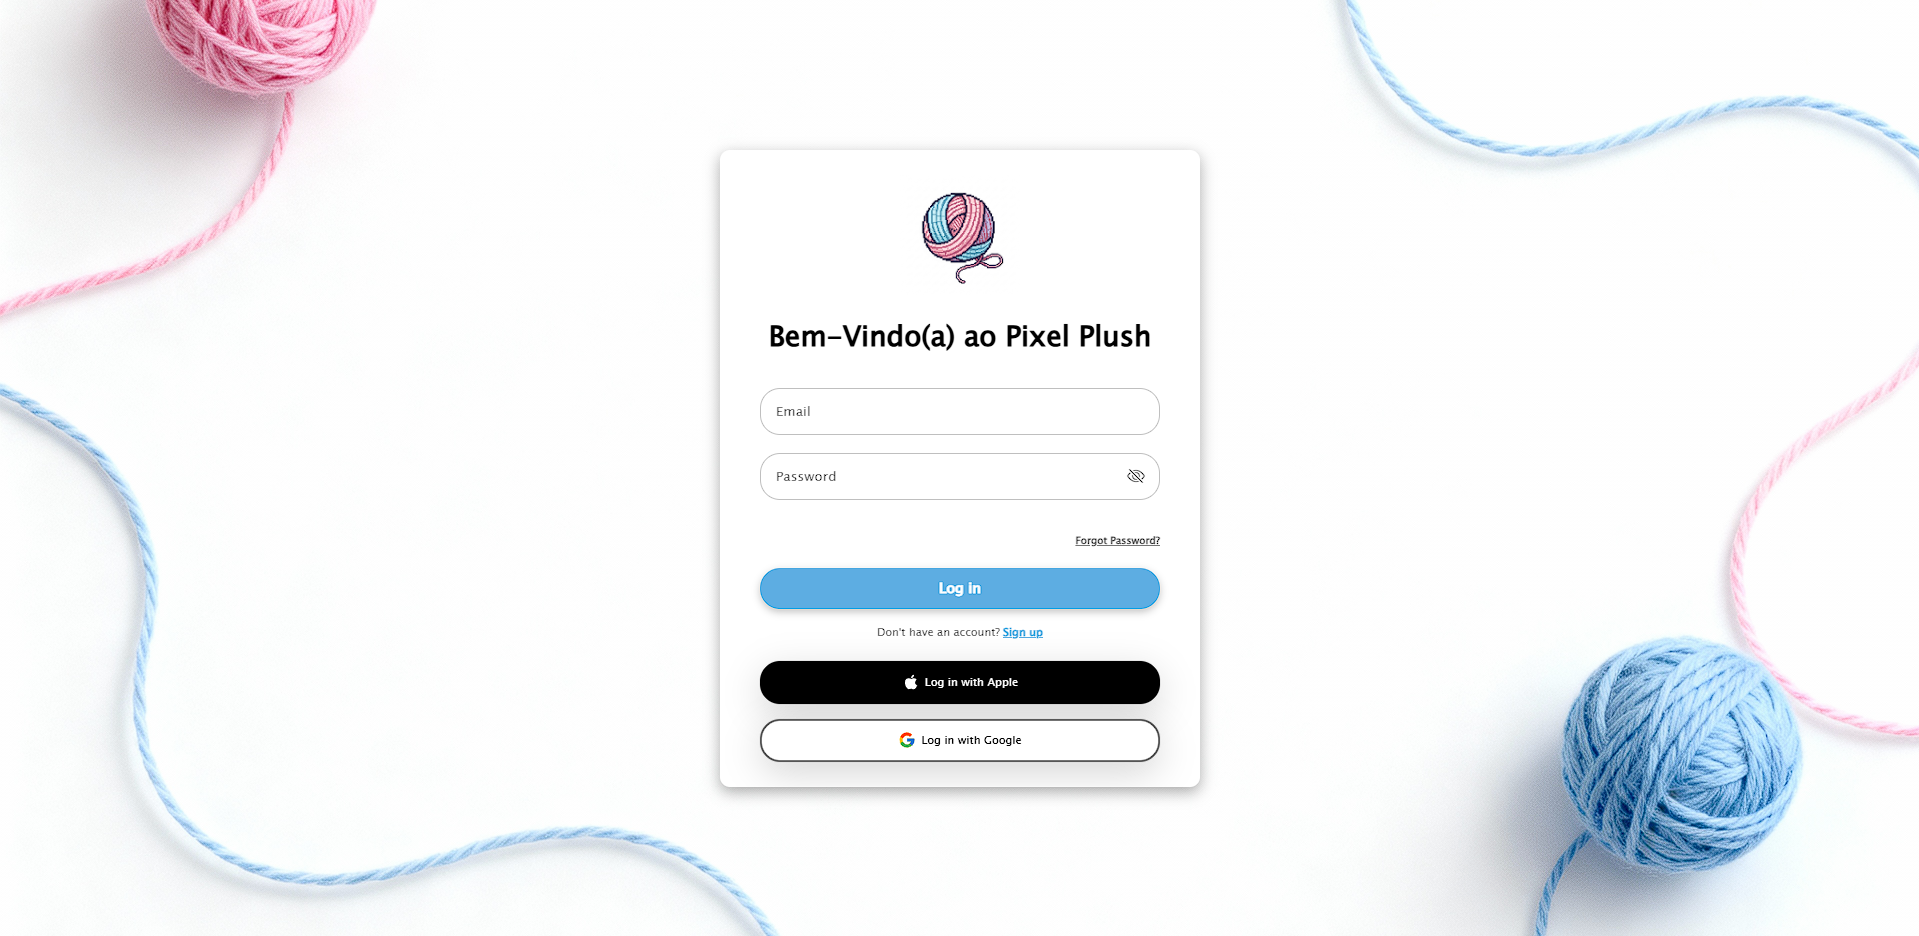 Bem-Vindo(a) ao Pixel Plush
Email
Password
Forgot Password?
Log in
Don't have an account? Sign up
Log in with Apple
Log in with Google